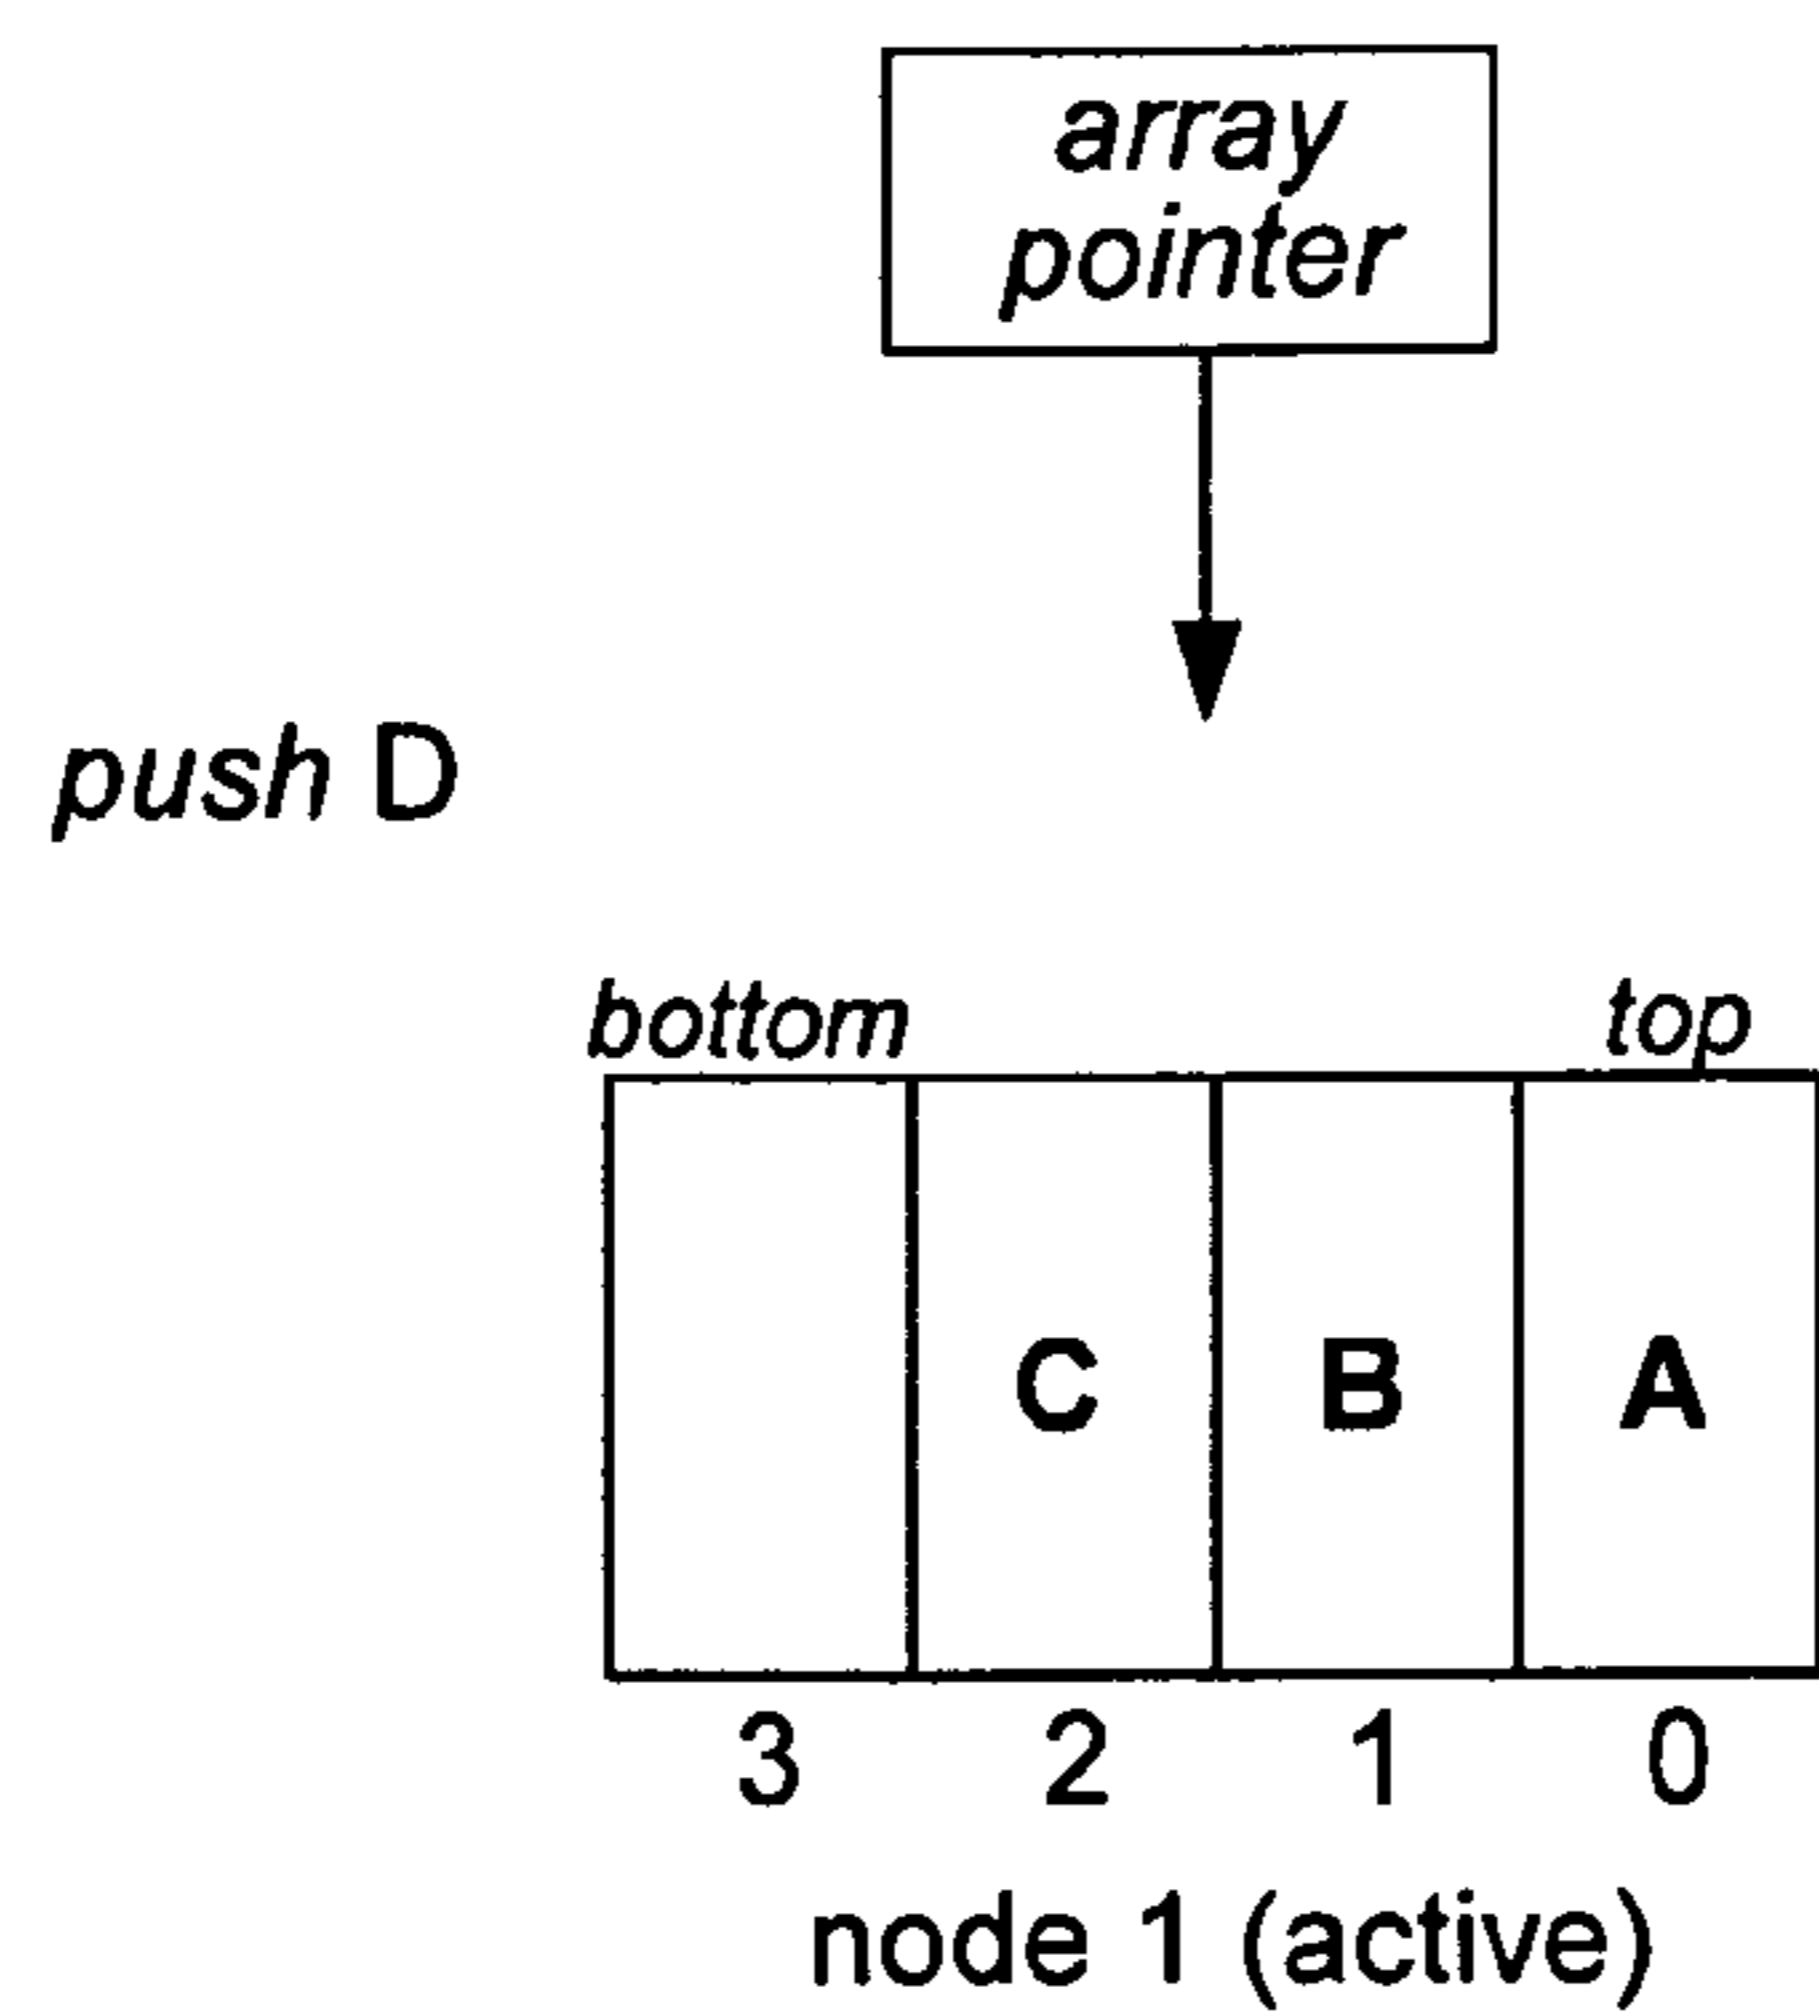 array
pointer
push D
bottom top
C B A
3 2 1 0
node 1 (active)